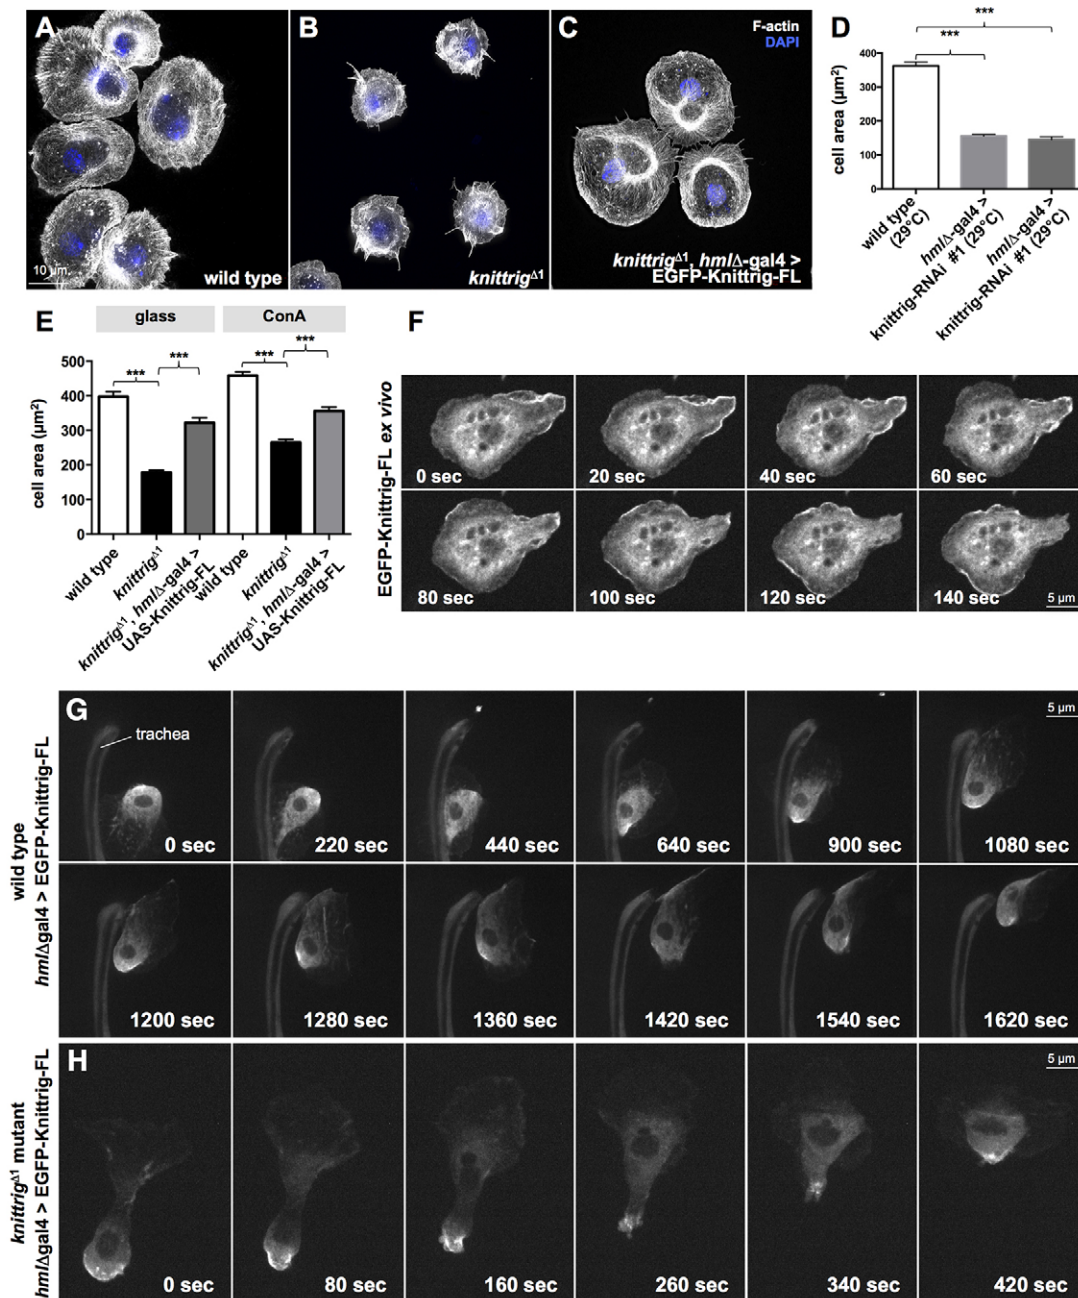 A
10 µm
wild type
B
knittrigΔ1
C
F-actin
DAPI
knittrigΔ1, hmlΔ-gal4 >
EGFP-Knittrig-FL
D
***
***
cell area (µm2)
400
300
200
100
0
wild type
(29°C)
hmlΔ-gal4 >
knittrig-RNAi #1 (29°C)
hmlΔ-gal4 >
knittrig-RNAi #1 (29°C)
E
glass
ConA
***
***
***
***
cell area (µm2)
500
400
300
200
100
0
wild type
knittrigΔ1
knittrigΔ1, hmlΔ-gal4 >
UAS-Knittrig-FL
wild type
knittrigΔ1
knittrigΔ1, hmlΔ-gal4 >
UAS-Knittrig-FL
F
EGFP-Knittrig-FL ex vivo
0 sec
20 sec
40 sec
60 sec
80 sec
100 sec
120 sec
140 sec
5 µm
G
wild type
hmlΔgal4 > EGFP-Knittrig-FL
trachea
5 µm
0 sec
220 sec
440 sec
640 sec
900 sec
1080 sec
1200 sec
1280 sec
1360 sec
1420 sec
1540 sec
1620 sec
H
knittrigΔ1 mutant
hmlΔgal4 > EGFP-Knittrig-FL
5 µm
0 sec
80 sec
160 sec
260 sec
340 sec
420 sec